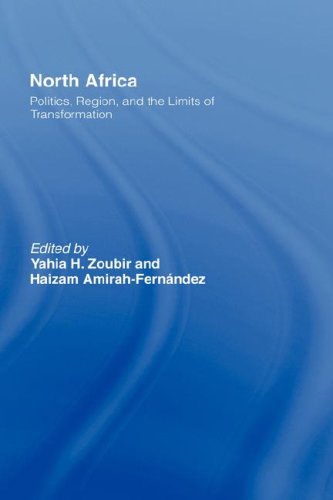 North Africa
Politics, Region, and the Limits of
Transformation
Edited by
Yahia H. Zoubir and
Haizam Amirah-Fernández